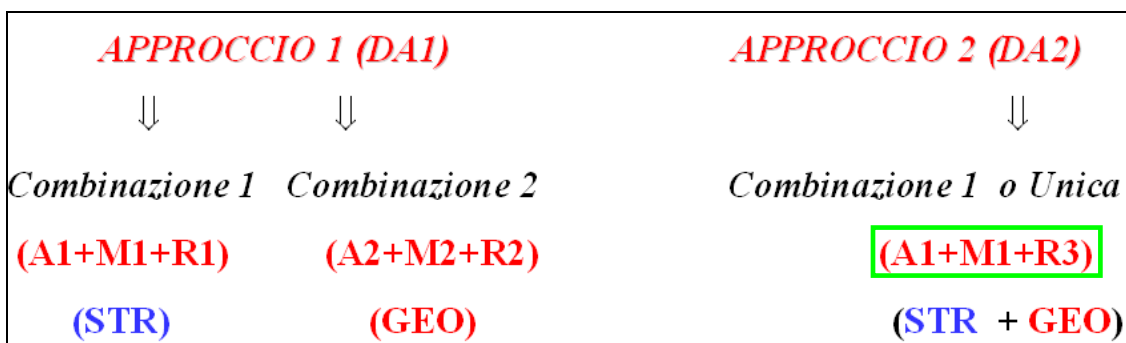 APPROCCIO 1 (DA1) APPROCCIO 2 (DA2)
⇓ ⇓ ⇓
Combinazione 1 Combinazione 2 Combinazione 1 o Unica
(A1+M1+R1) (A2+M2+R2) (A1+M1+R3)
(STR) (GEO) (STR + GEO)